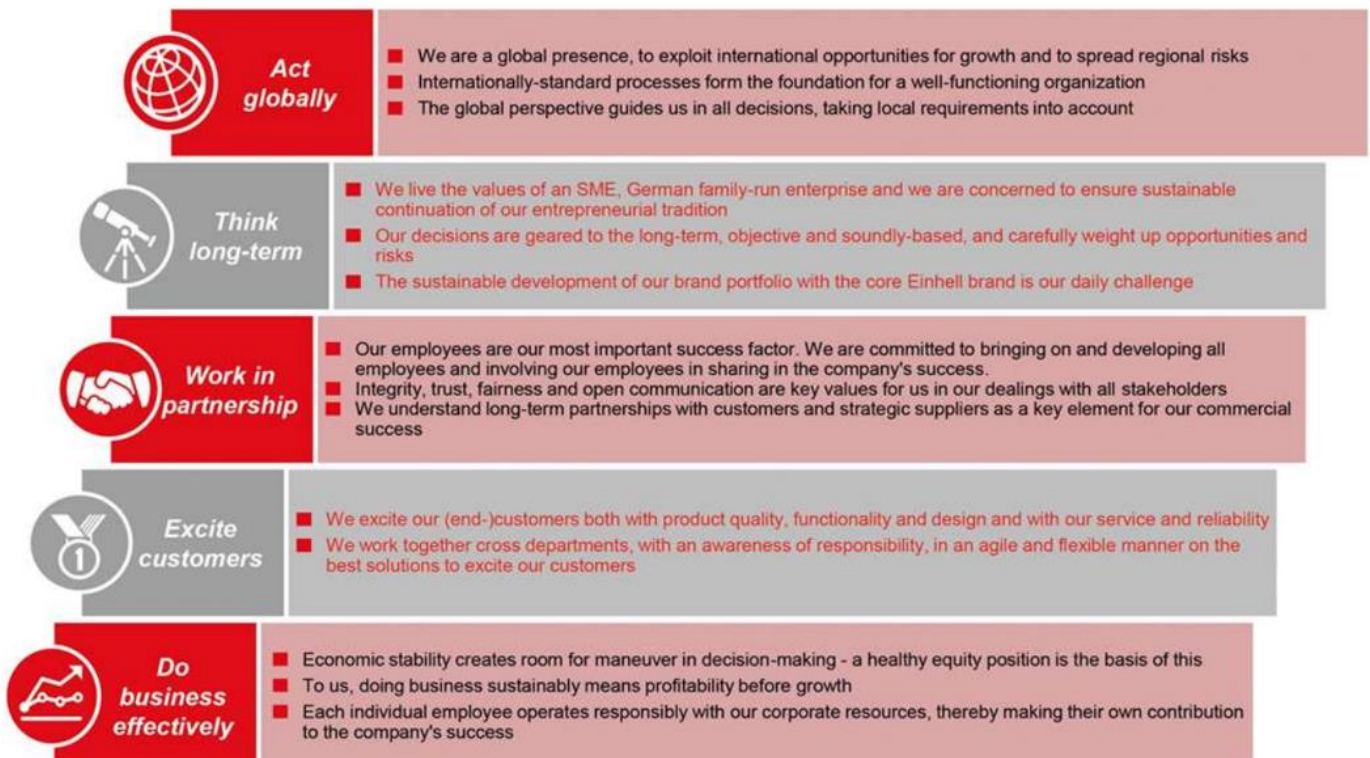 Act
globally
We are a global presence, to exploit international opportunities for growth and to spread regional risks
Internationally-standard processes form the foundation for a well-functioning organization
The global perspective guides us in all decisions, taking local requirements into account
Think
long-term
We live the values of an SME, German family-run enterprise and we are concerned to ensure sustainable
continuation of our entrepreneurial tradition
Our decisions are geared to the long-term, objective and soundly-based, and carefully weight up opportunities and
risks
The sustainable development of our brand portfolio with the core Einhell brand is our daily challenge
Work in
partnership
Our employees are our most important success factor. We are committed to bringing on and developing all
employees and involving our employees in sharing in the company's success.
Integrity, trust, fairness and open communication are key values for us in our dealings with all stakeholders
We understand long-term partnerships with customers and strategic suppliers as a key element for our commercial
success
1
Excite
customers
We excite our (end-)customers both with product quality, functionality and design and with our service and reliability
We work together cross departments, with an awareness of responsibility, in an agile and flexible manner on the
best solutions to excite our customers
Do
business
effectively
Economic stability creates room for maneuver in decision-making - a healthy equity position is the basis of this
To us, doing business sustainably means profitability before growth
Each individual employee operates responsibly with our corporate resources, thereby making their own contribution
to the company's success